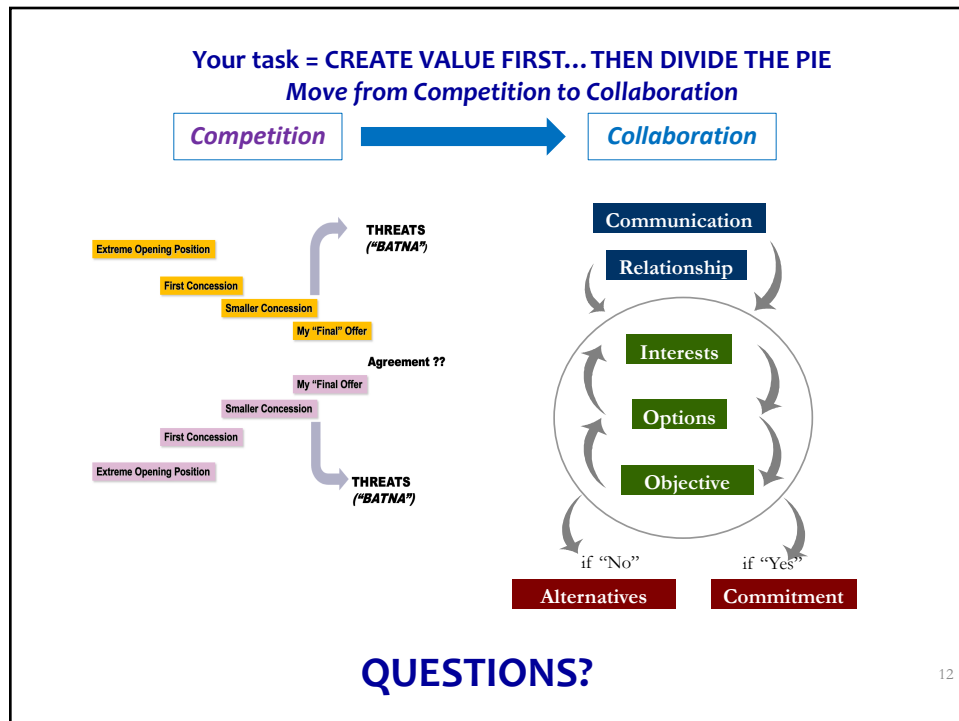 Your task = CREATE VALUE FIRST… THEN DIVIDE THE PIE
Move from Competition to Collaboration
Competition
Collaboration
THREATS
("BATNA")
Extreme Opening Position
First Concession
Smaller Concession
My "Final" Offer
Agreement ??
My "Final Offer
Smaller Concession
First Concession
Extreme Opening Position
THREATS
("BATNA")
Communication
Relationship
Interests
Options
Objective
if "No"
if "Yes"
Alternatives
Commitment
QUESTIONS?
12